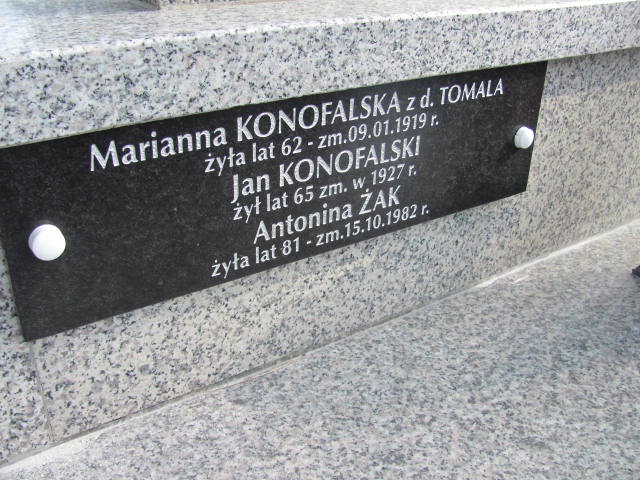 Marianna KONOFALSKA z d. TOMALA
żyła lat 62 - zm.09.01.1919 r.
Jan KONOFALSKI
żył lat 65 zm. w 1927 r.
Antonina ŻAK
żyła lat 81 - zm.15.10.1982 r.